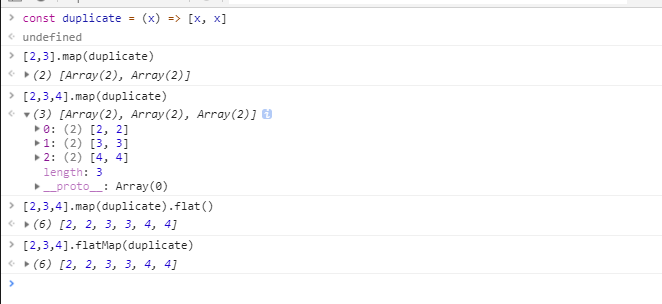 const duplicate = (x) => [x, x]
undefined
[2,3].map(duplicate)
(2) [Array(2), Array(2)]
[2,3,4].map(duplicate)
(3) [Array(2), Array(2), Array(2)] i
0: (2) [2, 2]
1: (2) [3, 3]
2: (2) [4, 4]
length: 3
__proto__: Array(0)
[2,3,4].map(duplicate).flat()
(6) [2, 2, 3, 3, 4, 4]
[2,3,4].flatMap(duplicate)
(6) [2, 2, 3, 3, 4, 4]